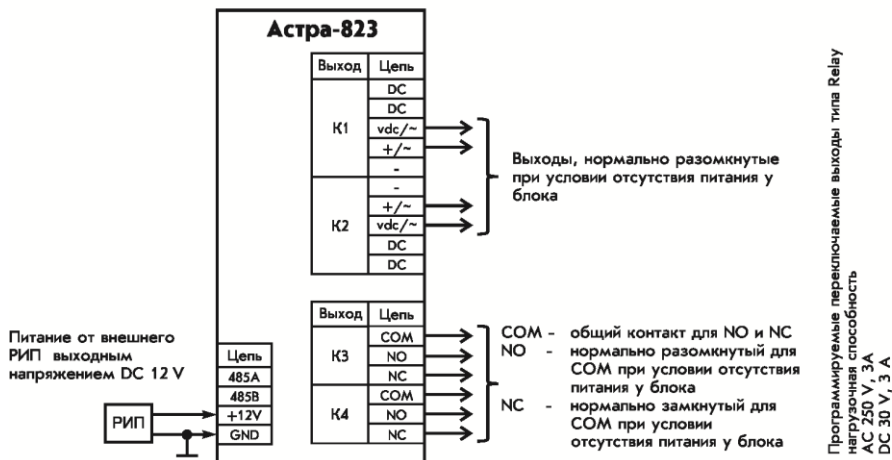 Астра-823
Выход Цепь
K1
DC
DC
vdc/~
+/~
-
K2
-
+/~
vdc/~
DC
DC
Выходы, нормально разомкнутые
при условии отсутствия питания у
блока
Выход Цепь
K3
COM
NO
NC
K4
COM
NO
NC
COM - общий контакт для NO и NC
NO - нормально разомкнутый для
COM при условии отсутствия
питания у блока
NC - нормально замкнутый для
COM при условии
отсутствия питания у блока
Питание от внешнего
РИП выходным
напряжением DC 12 V
РИП
Цепь
485A
485B
+12V
GND
Программируемые переключаемые выходы типа Relay
нагрузочная способность
AC 250 V, 3A
DC 30 V, 3 A